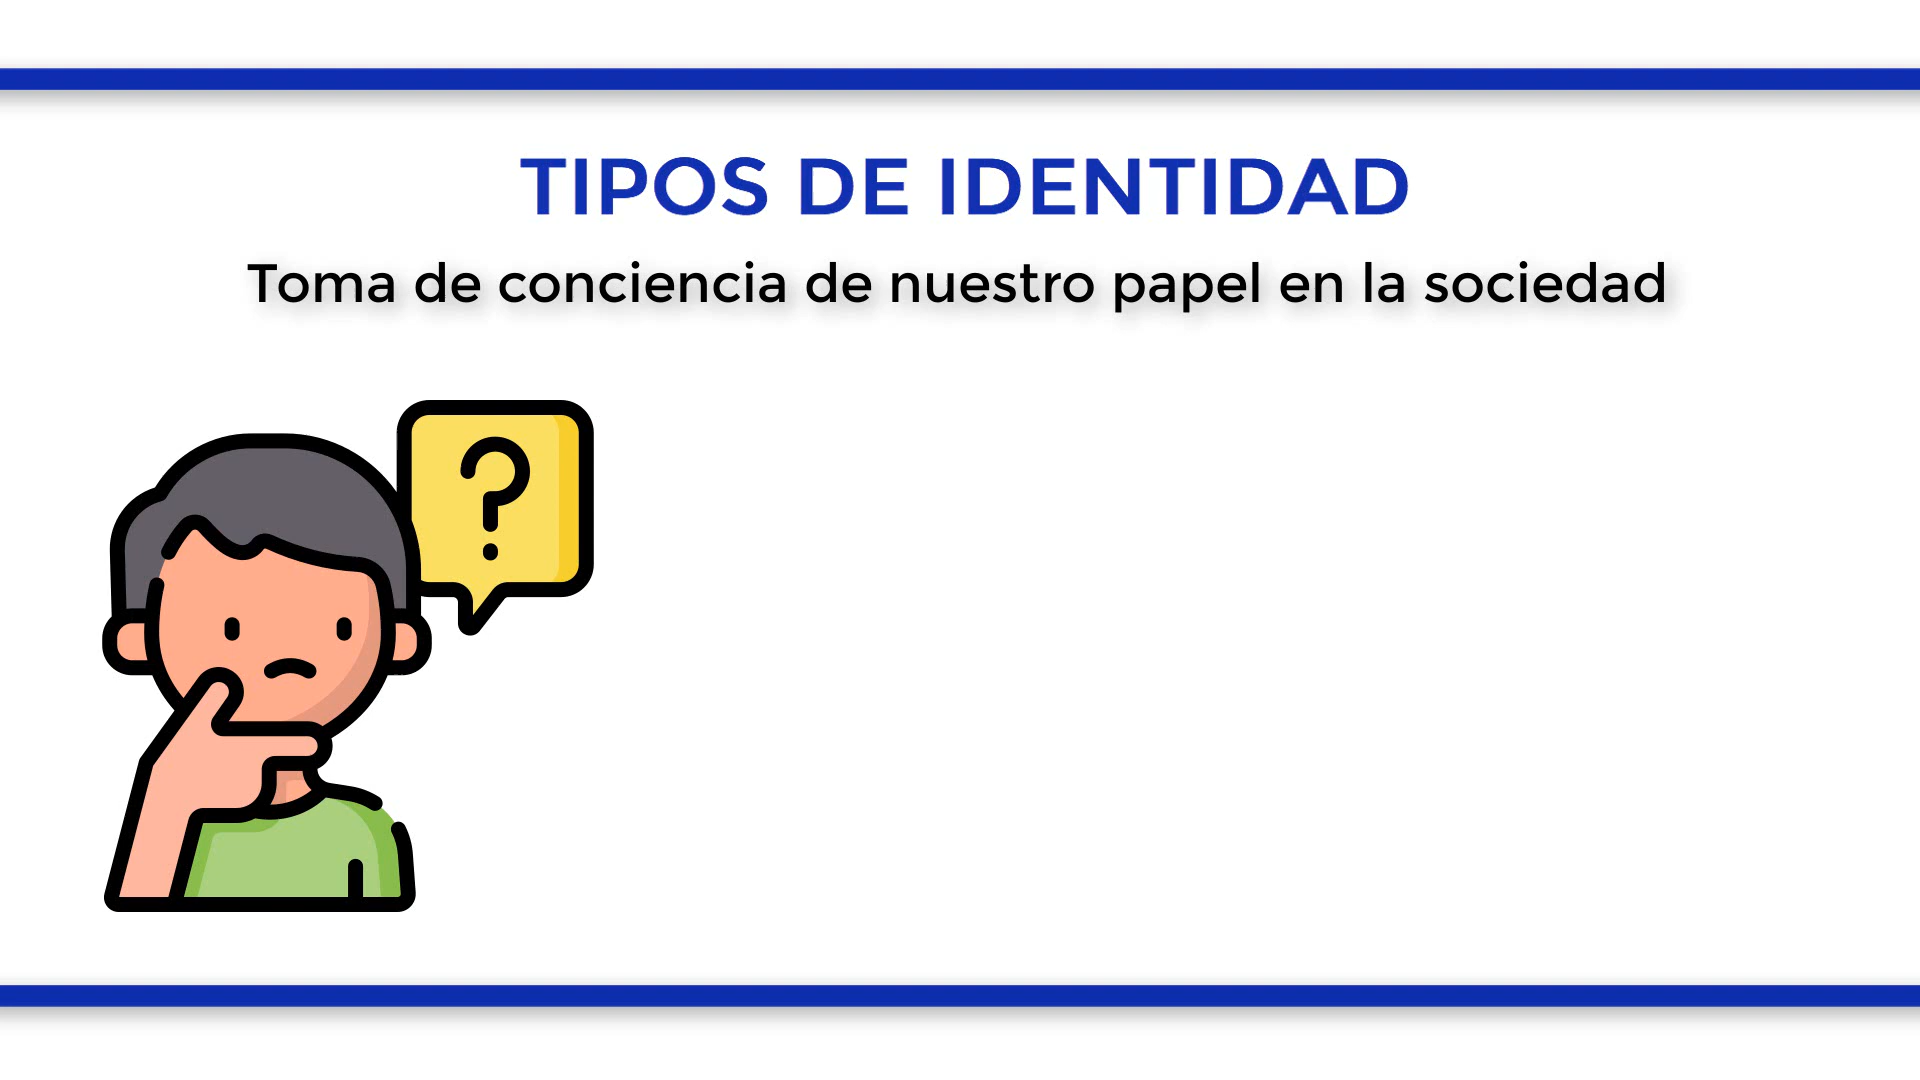 TIPOS DE IDENTIDAD
Toma de conciencia de nuestro papel en la sociedad
?